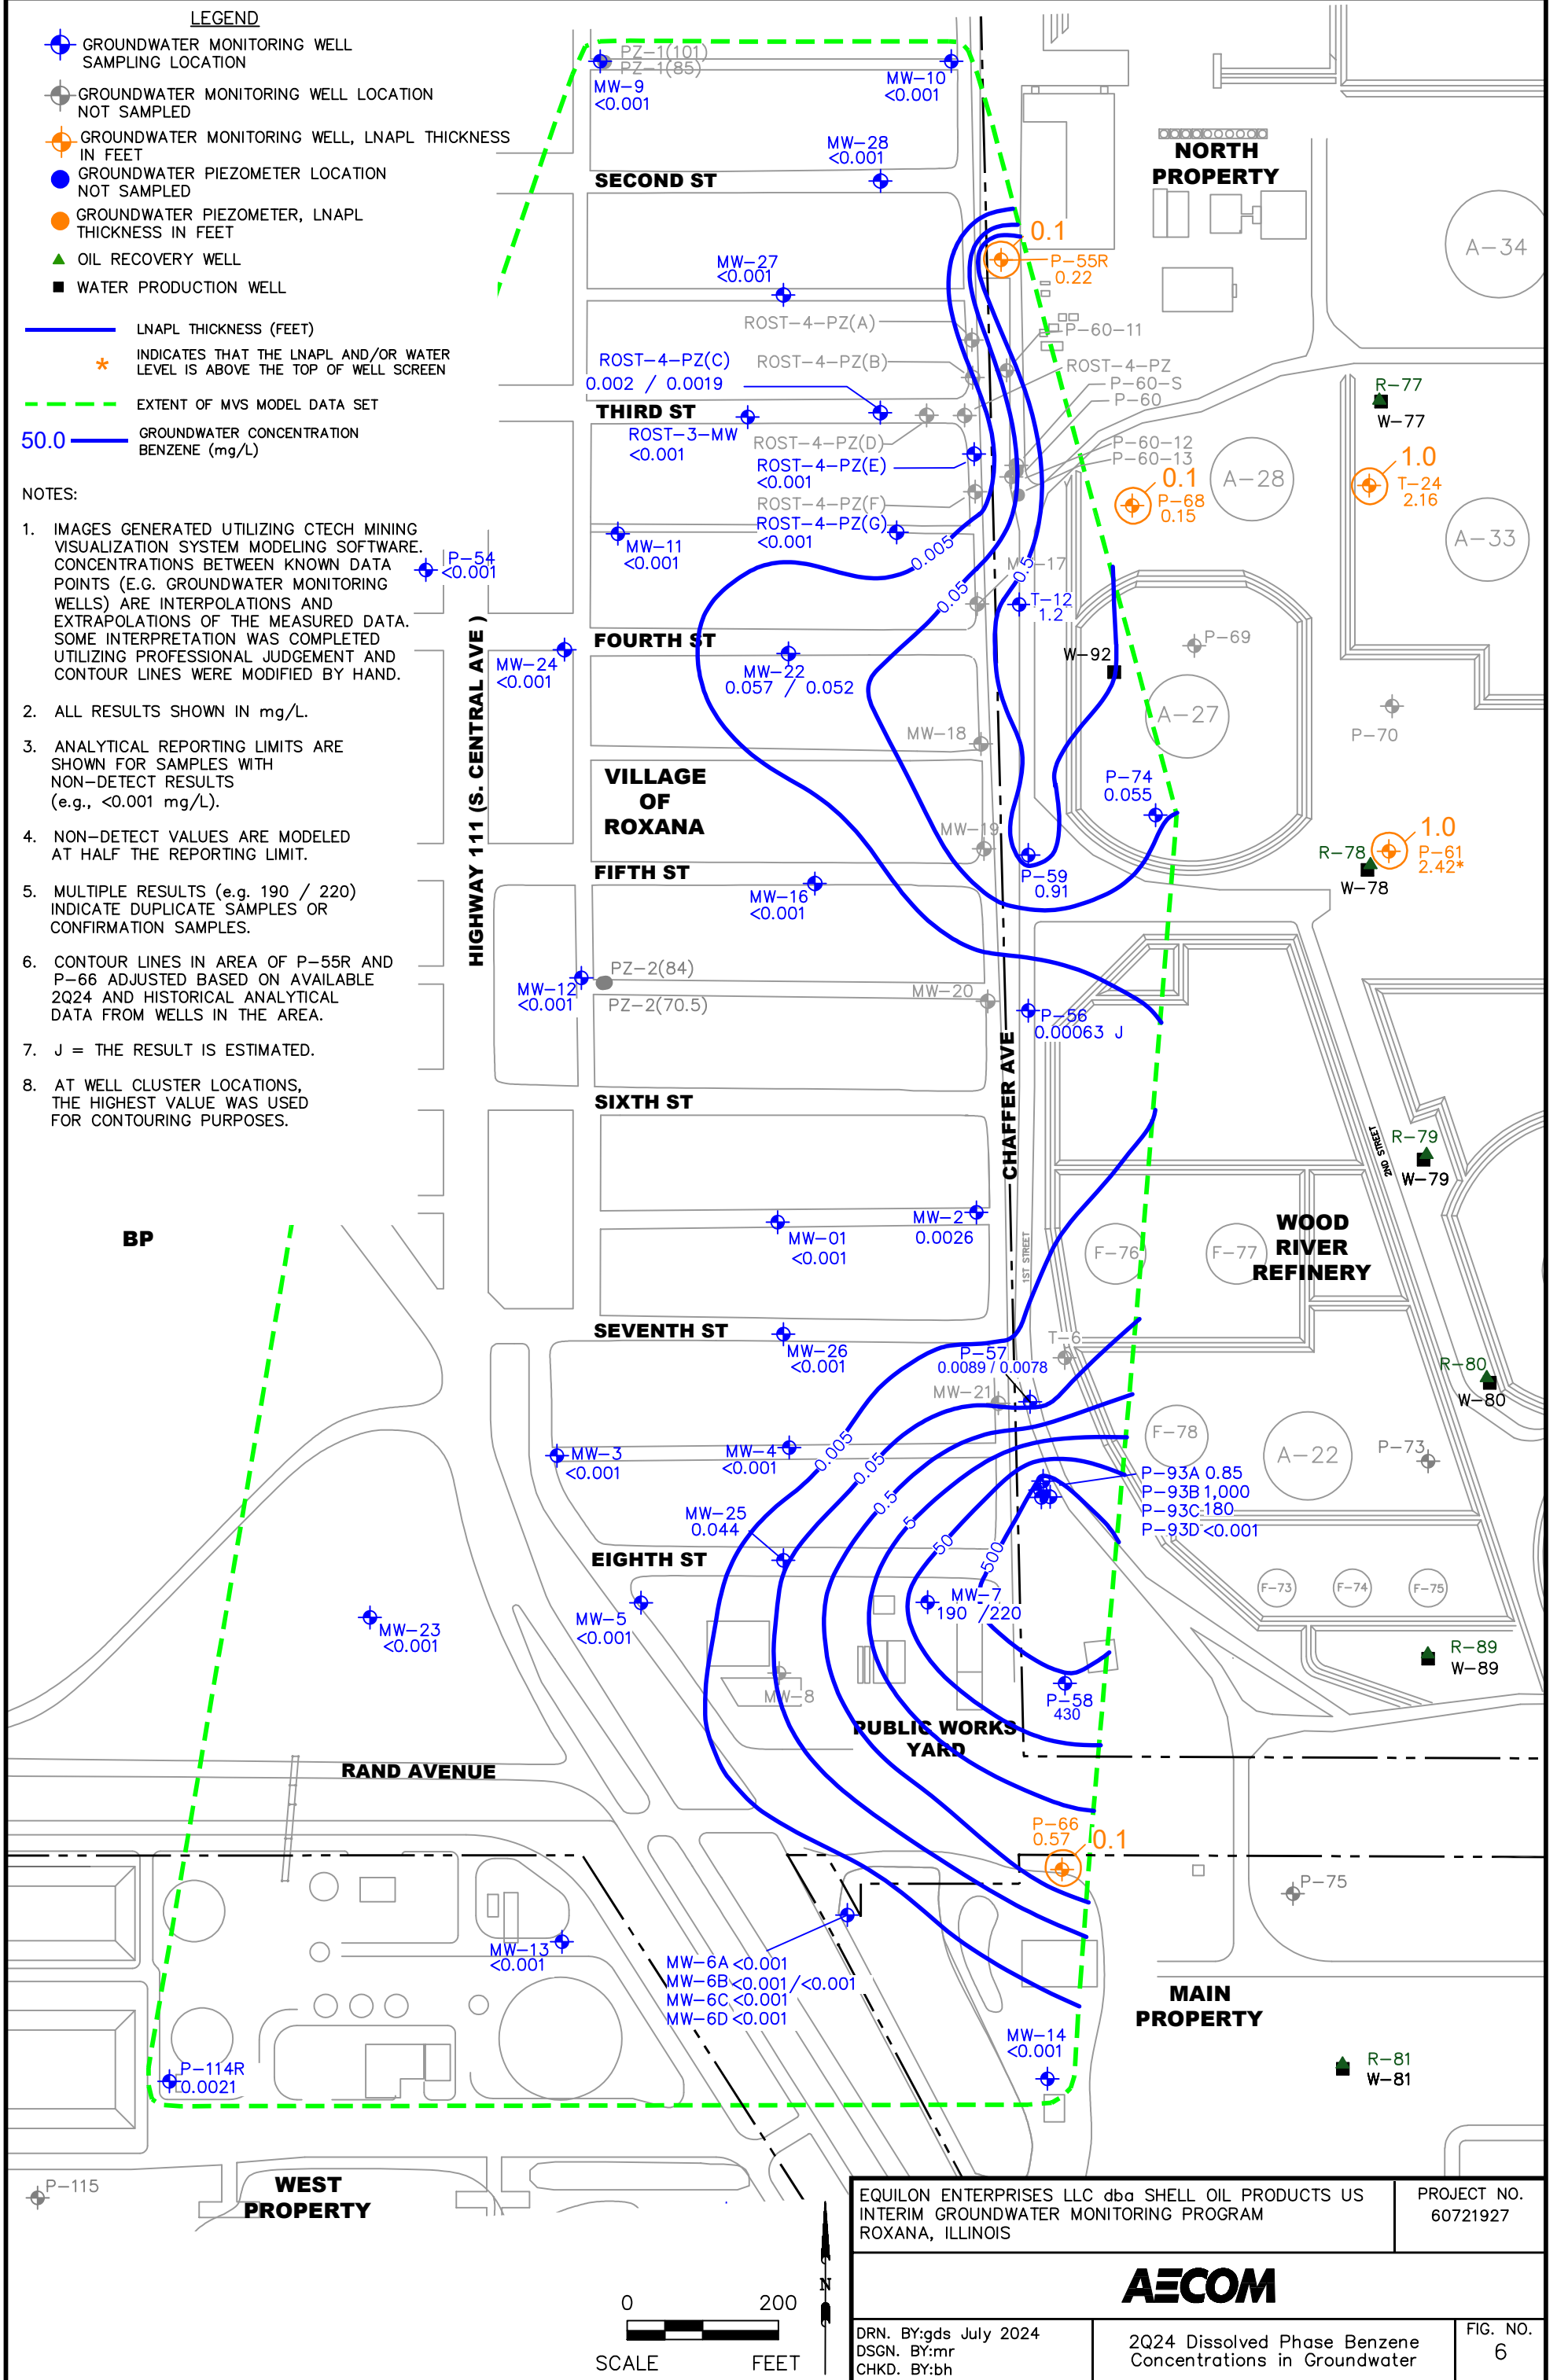 LEGEND
GROUNDWATER MONITORING WELL
SAMPLING LOCATION
GROUNDWATER MONITORING WELL LOCATION
NOT SAMPLED
GROUNDWATER MONITORING WELL, LNAPL THICKNESS
IN FEET
GROUNDWATER PIEZOMETER LOCATION
NOT SAMPLED
GROUNDWATER PIEZOMETER, LNAPL
THICKNESS IN FEET
OIL RECOVERY WELL
WATER PRODUCTION WELL
LNAPL THICKNESS (FEET)
* INDICATES THAT THE LNAPL AND/OR WATER
LEVEL IS ABOVE THE TOP OF WELL SCREEN
EXTENT OF MVS MODEL DATA SET
50.0 GROUNDWATER CONCENTRATION
BENZENE (mg/L)
NOTES:
1. IMAGES GENERATED UTILIZING CTECH MINING
VISUALIZATION SYSTEM MODELING SOFTWARE.
CONCENTRATIONS BETWEEN KNOWN DATA
POINTS (E.G. GROUNDWATER MONITORING
WELLS) ARE INTERPOLATIONS AND
EXTRAPOLATIONS OF THE MEASURED DATA.
SOME INTERPRETATION WAS COMPLETED
UTILIZING PROFESSIONAL JUDGEMENT AND
CONTOUR LINES WERE MODIFIED BY HAND.
2. ALL RESULTS SHOWN IN mg/L.
3. ANALYTICAL REPORTING LIMITS ARE
SHOWN FOR SAMPLES WITH
NON-DETECT RESULTS
(e.g., <0.001 mg/L).
4. NON-DETECT VALUES ARE MODELED
AT HALF THE REPORTING LIMIT.
5. MULTIPLE RESULTS (e.g. 190 / 220)
INDICATE DUPLICATE SAMPLES OR
CONFIRMATION SAMPLES.
6. CONTOUR LINES IN AREA OF P-55R AND
P-66 ADJUSTED BASED ON AVAILABLE
2Q24 AND HISTORICAL ANALYTICAL
DATA FROM WELLS IN THE AREA.
7. J = THE RESULT IS ESTIMATED.
8. AT WELL CLUSTER LOCATIONS,
THE HIGHEST VALUE WAS USED
FOR CONTOURING PURPOSES.
PZ-1(101)
PZ-1(85)
MW-9
<0.001
MW-10
<0.001
MW-28
<0.001
SECOND ST
NORTH
PROPERTY
A-34
0.1
P-55R
0.22
MW-27
<0.001
ROST-4-PZ(A)
P-60-11
ROST-4-PZ(C)
0.002 / 0.0019
ROST-4-PZ(B)
ROST-4-PZ
P-60-S
P-60
R-77
W-77
THIRD ST
ROST-3-MW
<0.001
ROST-4-PZ(D)
P-60-12
P-60-13
ROST-4-PZ(E)
<0.001
ROST-4-PZ(F)
0.1
P-68
0.15
A-28
1.0
T-24
2.16
A-33
ROST-4-PZ(G)
<0.001
MW-11
<0.001
P-54
<0.001
0.005
0.05
0.5
MW-17
T-12
1.2
FOURTH ST
MW-24
<0.001
MW-22
0.057 / 0.052
W-92
P-69
A-27
P-70
MW-18
HIGHWAY 111 (S. CENTRAL AVE )
VILLAGE
OF
ROXANA
P-74
0.055
MW-19
P-59
0.91
R-78
W-78
1.0
P-61
2.42*
FIFTH ST
MW-16
<0.001
PZ-2(84)
PZ-2(70.5)
MW-12
<0.001
MW-20
P-56
0.00063 J
CHAFFER AVE
SIXTH ST
2ND STREET
R-79
W-79
BP
MW-01
<0.001
MW-2
0.0026
1ST STREET
F-76
F-77
WOOD
RIVER
REFINERY
SEVENTH ST
MW-26
<0.001
P-57
0.0089 / 0.0078
T-6
MW-21
R-80
W-80
MW-3
<0.001
MW-4
<0.001
0.005
0.05
0.5
5
50
500
F-78
A-22
P-73
P-93A 0.85
P-93B 1,000
P-93C 180
P-93D <0.001
MW-25
0.044
EIGHTH ST
MW-5
<0.001
MW-7
190 / 220
F-73
F-74
F-75
MW-23
<0.001
MW-8
P-58
430
R-89
W-89
PUBLIC WORKS
YARD
RAND AVENUE
P-66
0.57
0.1
P-75
MW-13
<0.001
MW-6A <0.001
MW-6B <0.001/<0.001
MW-6C <0.001
MW-6D <0.001
MAIN
PROPERTY
MW-14
<0.001
P-114R
0.0021
R-81
W-81
P-115
WEST
PROPERTY
N
0 200
SCALE FEET
EQUILON ENTERPRISES LLC dba SHELL OIL PRODUCTS US
INTERIM GROUNDWATER MONITORING PROGRAM
ROXANA, ILLINOIS
PROJECT NO.
60721927
AECOM
DRN. BY:gds July 2024
DSGN. BY:mr
CHKD. BY:bh
2Q24 Dissolved Phase Benzene
Concentrations in Groundwater
FIG. NO.
6